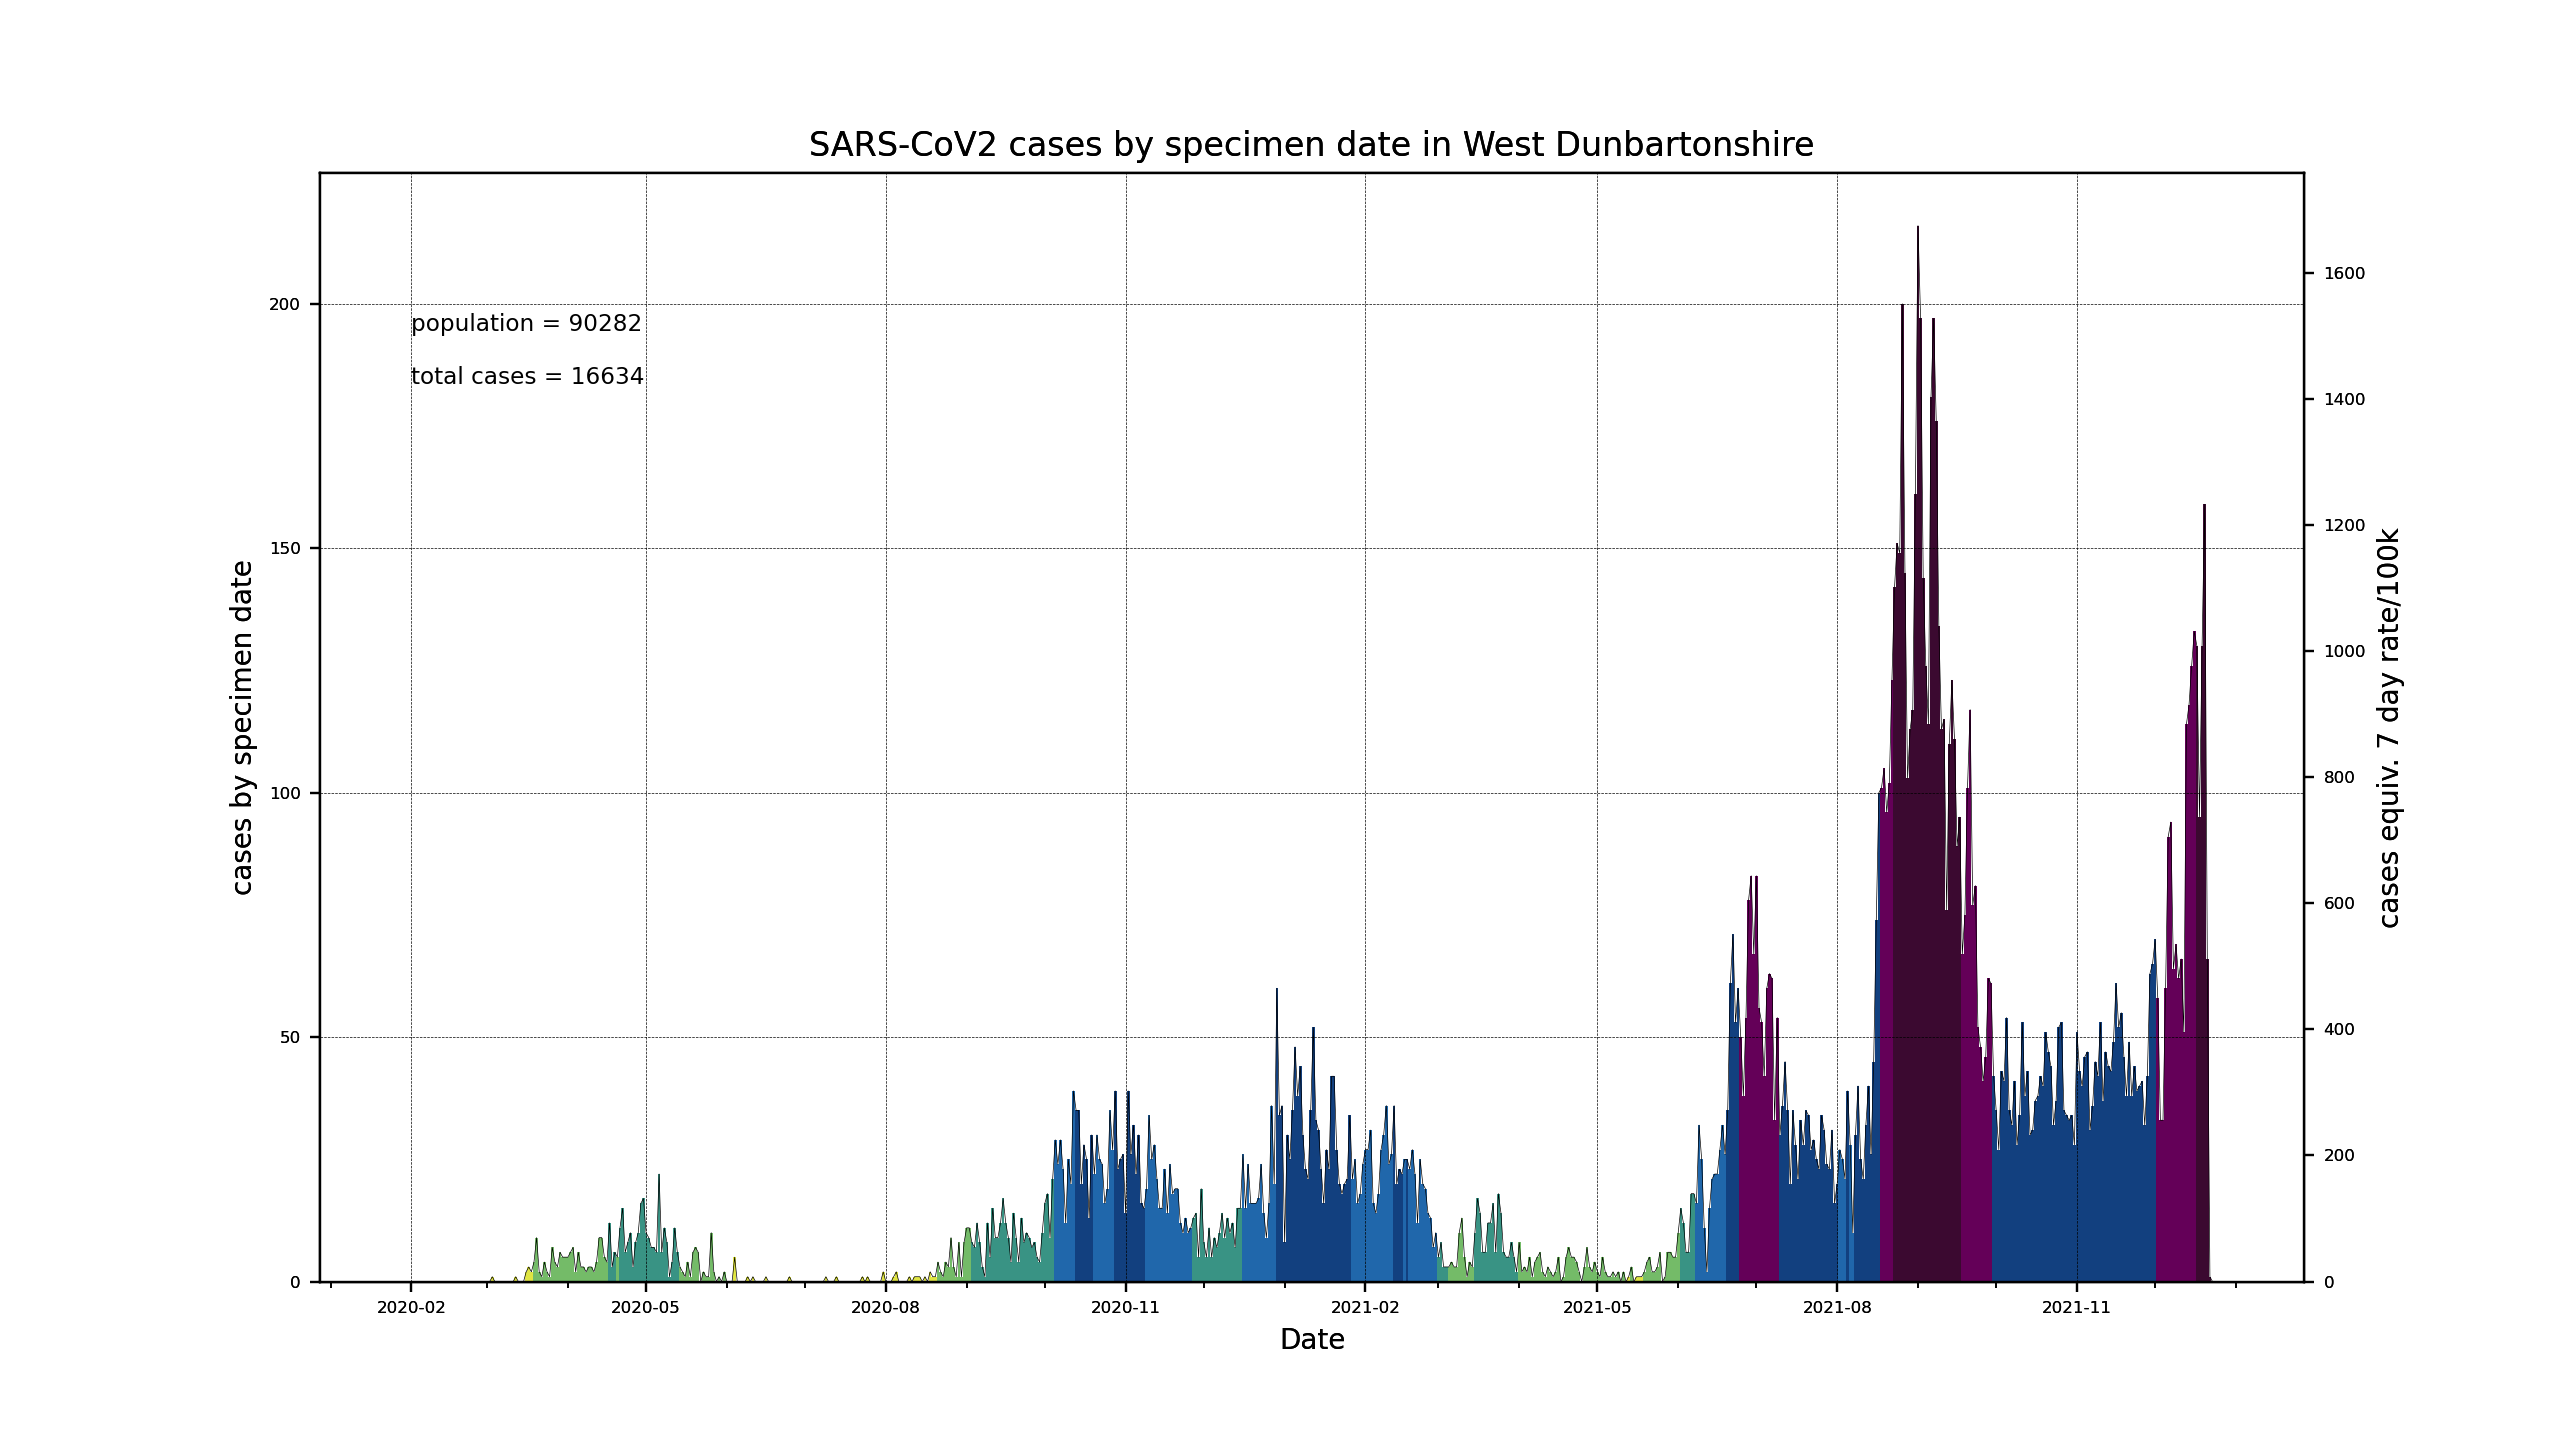 SARS-CoV2 cases by specimen date in West Dunbartonshire
population = 90282
total cases = 16634
cases by specimen date
200
150
100
50
0
cases equiv. 7 day rate/100k
1600
1400
1200
1000
800
600
400
200
0
2020-02 2020-05 2020-08 2020-11 2021-02 2021-05 2021-08 2021-11
Date